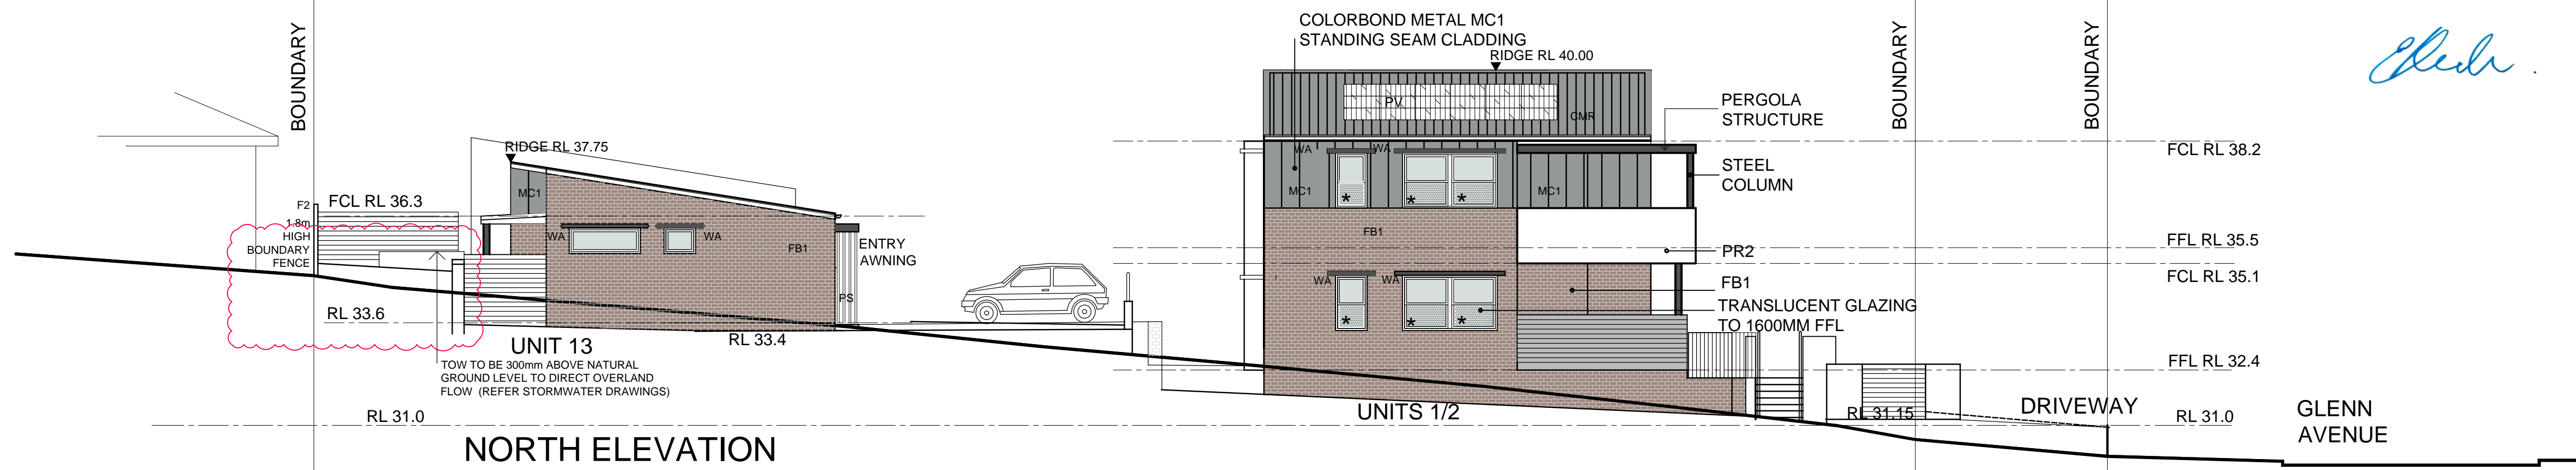 BOUNDARY
COLORBOND METAL MC1
STANDING SEAM CLADDING
RIDGE RL 40.00
BOUNDARY
BOUNDARY
PV
CMR
PERGOLA
STRUCTURE
RIDGE RL 37.75
WA
WA
FCL RL 38.2
STEEL
COLUMN
MC1
MC1
MC1
F2
FCL RL 36.3
1.8m
HIGH
BOUNDARY
FENCE
WA
WA
FB1
ENTRY
AWNING
FB1
PR2
FFL RL 35.5
FCL RL 35.1
WA
WA
FB1
PS
TRANSLUCENT GLAZING
TO 1600MM FFL
RL 33.6
RL 33.4
UNIT 13
TOW TO BE 300mm ABOVE NATURAL
GROUND LEVEL TO DIRECT OVERLAND
FLOW (REFER STORMWATER DRAWINGS)
FFL RL 32.4
RL 31.0
UNITS 1/2
RL 31.15
DRIVEWAY
RL 31.0
GLENN
AVENUE
NORTH ELEVATION